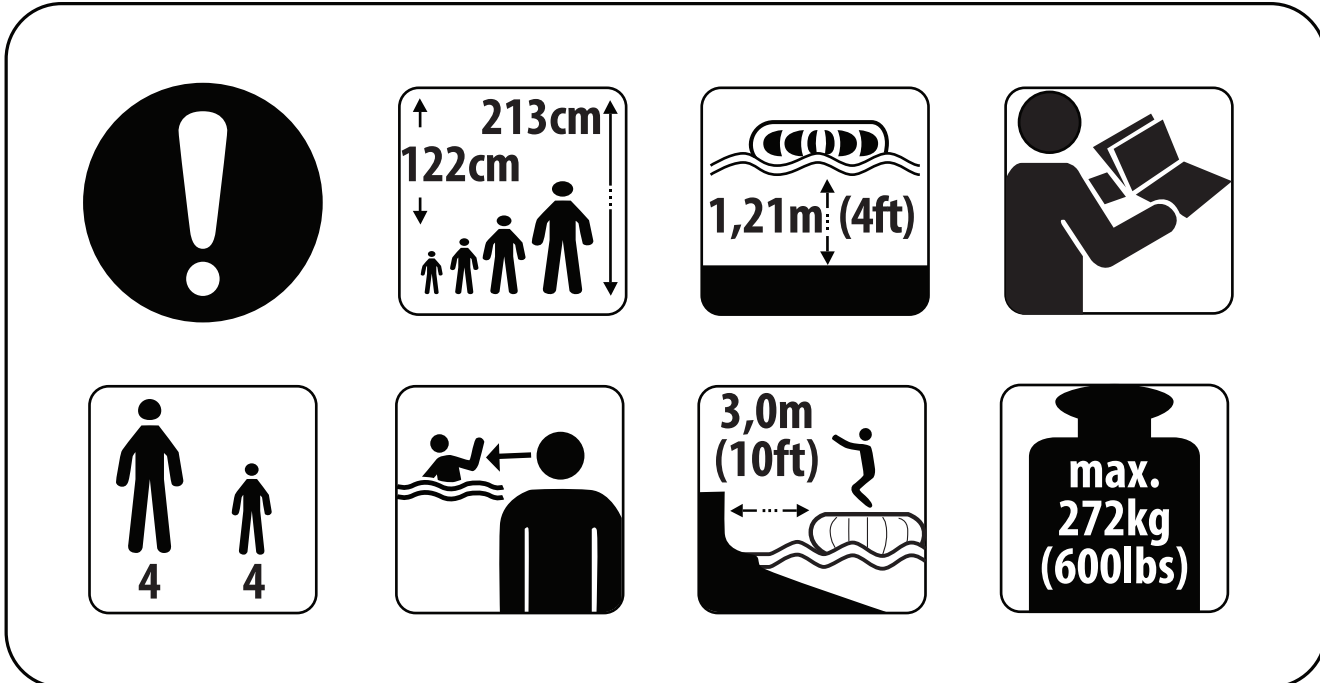 213cm
122cm
1,21m (4ft)
4 4
3,0m
(10ft)
max.
272kg
(600lbs)